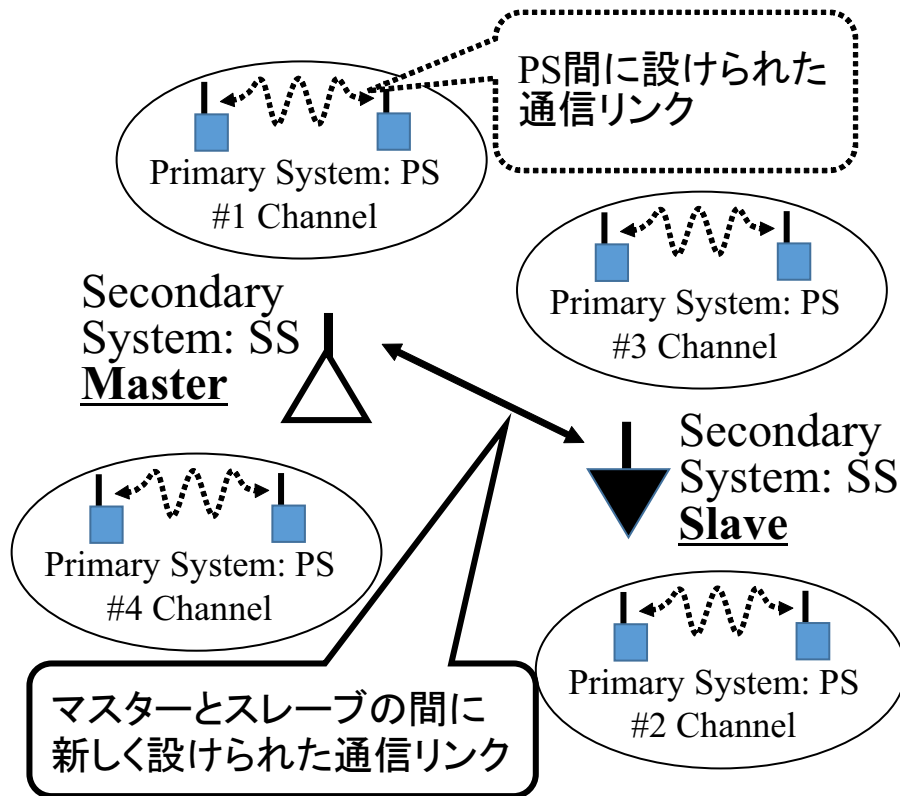 PS間に設けられた
通信リンク
Primary System: PS
#1 Channel
Primary System: PS
#3 Channel
Secondary
System: SS
Master
Secondary
System: SS
Slave
Primary System: PS
#4 Channel
Primary System: PS
#2 Channel
マスターとスレーブの間に
新しく設けられた通信リンク